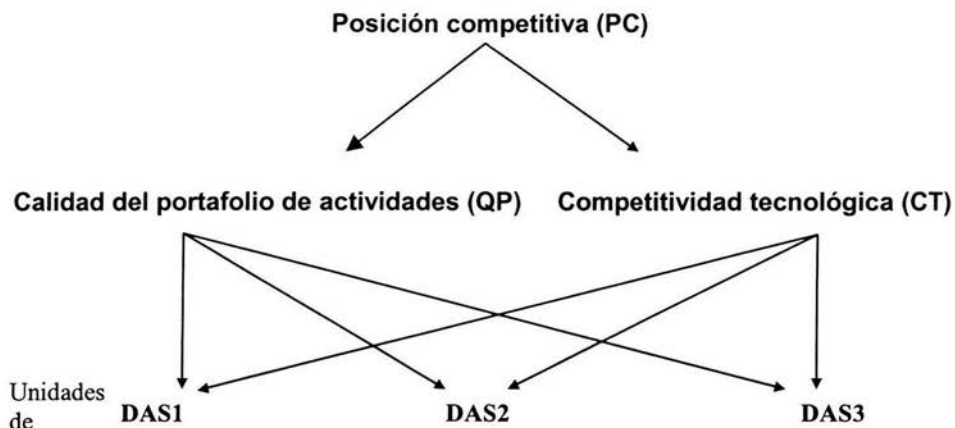 Posición competitiva (PC)
Calidad del portafolio de actividades (QP) Competitividad tecnológica (CT)
Unidades
de DAS1 DAS2 DAS3